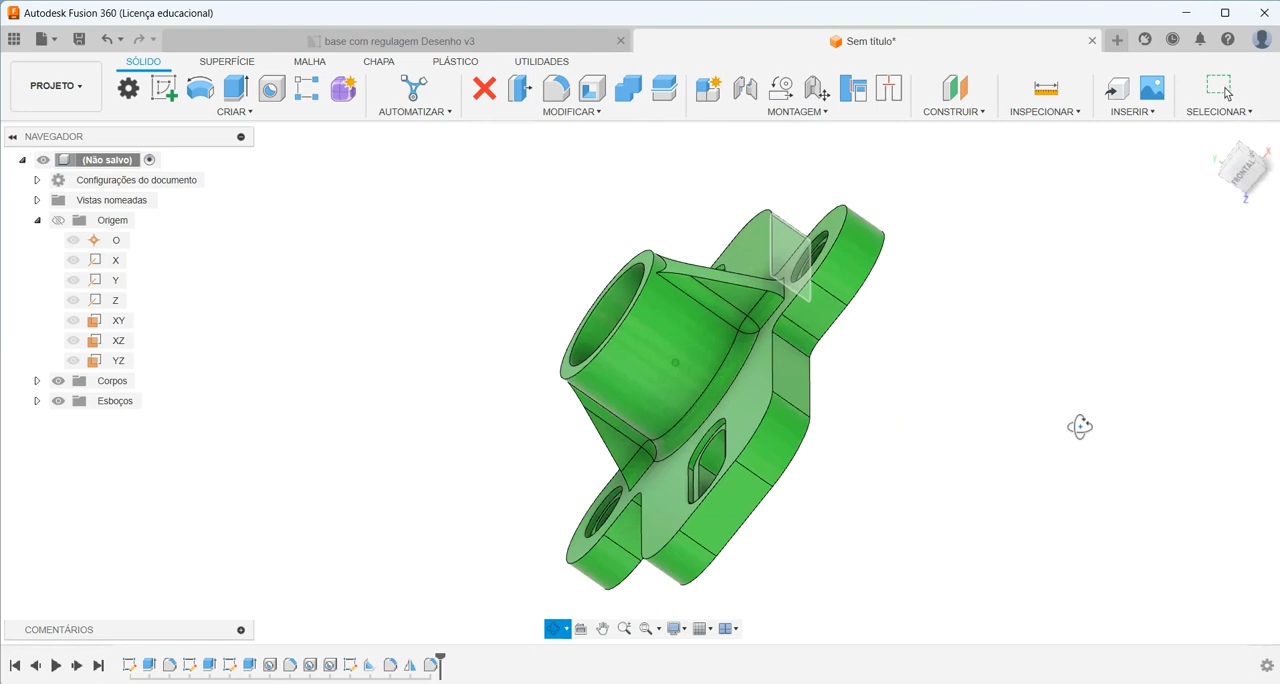 Autodesk Fusion 360 (Licença educacional)
base com regulagem Desenho v3
Sem título*
SÓLIDO SUPERFÍCIE MALHA CHAPA PLÁSTICO UTILIDADES
PROJETO
CRIAR AUTOMATIZAR MODIFICAR MONTAGEM CONSTRUIR INSPECIONAR INSERIR SELECIONAR
NAVEGADOR
(Não salvo)
Configurações do documento
Vistas nomeadas
Origem
O
X
Y
Z
XY
XZ
YZ
Corpos
Esboços
FRONTAL
X
Y
Z
COMENTÁRIOS